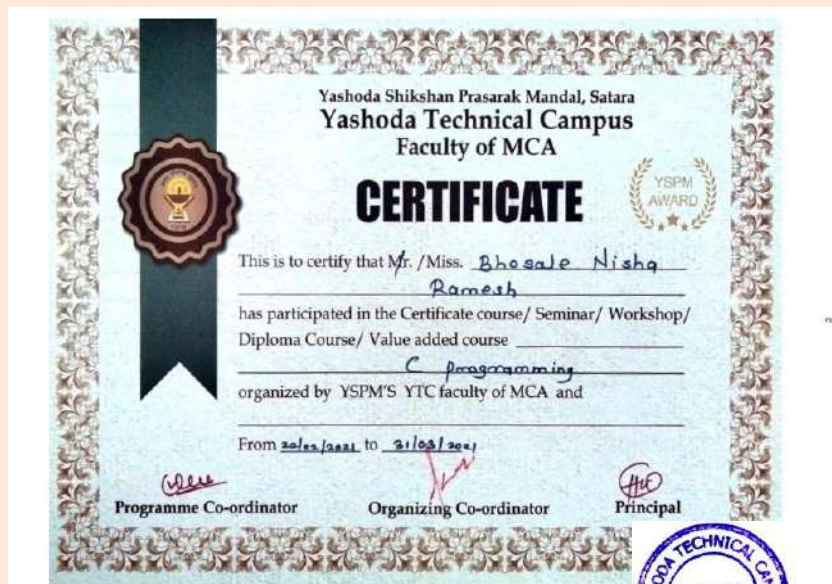 Yashoda Shikshan Prasarak Mandal, Satara
Yashoda Technical Campus
Faculty of MCA
CERTIFICATE
YSPM
AWARD
This is to certify that Mr. /Miss. Bhosale Nisha
Ramesh
has participated in the Certificate course/ Seminar/ Workshop/
Diploma Course/ Value added course
C programming
organized by YSPM'S YTC faculty of MCA and
From 20/02/2021 to 31/03/2021
Programme Co-ordinator Organizing Co-ordinator Principal
TECHNICAL